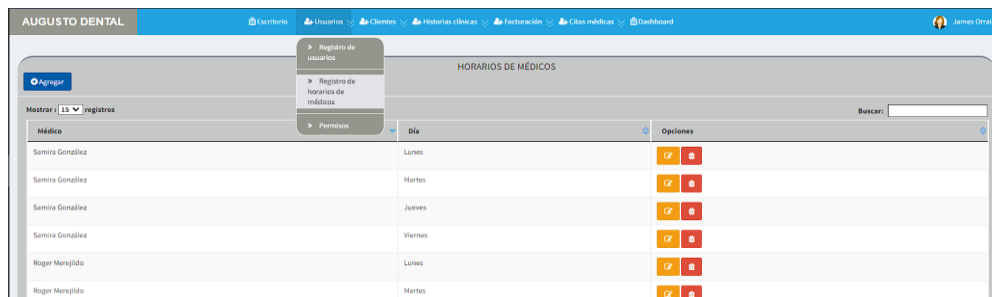 AUGUSTO DENTAL
Escritorio Usuarios Clientes Historias clínicas Facturación Citas médicas Dashboard
James Orral
» Registro de
usuarios
» Registro de
horarios de
médicos
» Permisos
HORARIOS DE MÉDICOS
Agregar
Mostrar : 15 registros
Buscar:
Médico Día Opciones
Samira González Lunes
Samira González Martes
Samira González Jueves
Samira González Viernes
Roger Merejildo Lunes
Roger Merejildo Martes